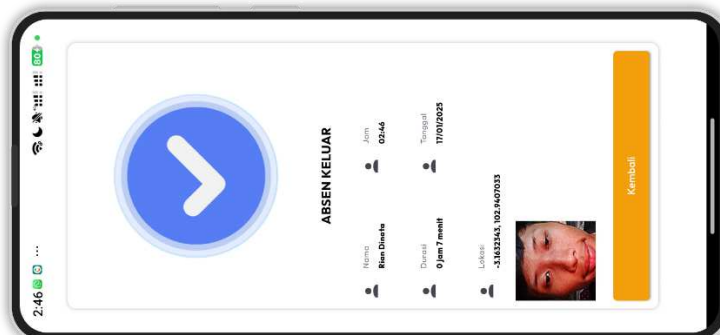 2:46
80
ABSEN KELUAR
Nama
Rian Dinata
Jam
02:46
Durasi
0 jam 7 menit
Tanggal
17/01/2025
Lokasi
-3.1632343, 102.9407033
Kembali